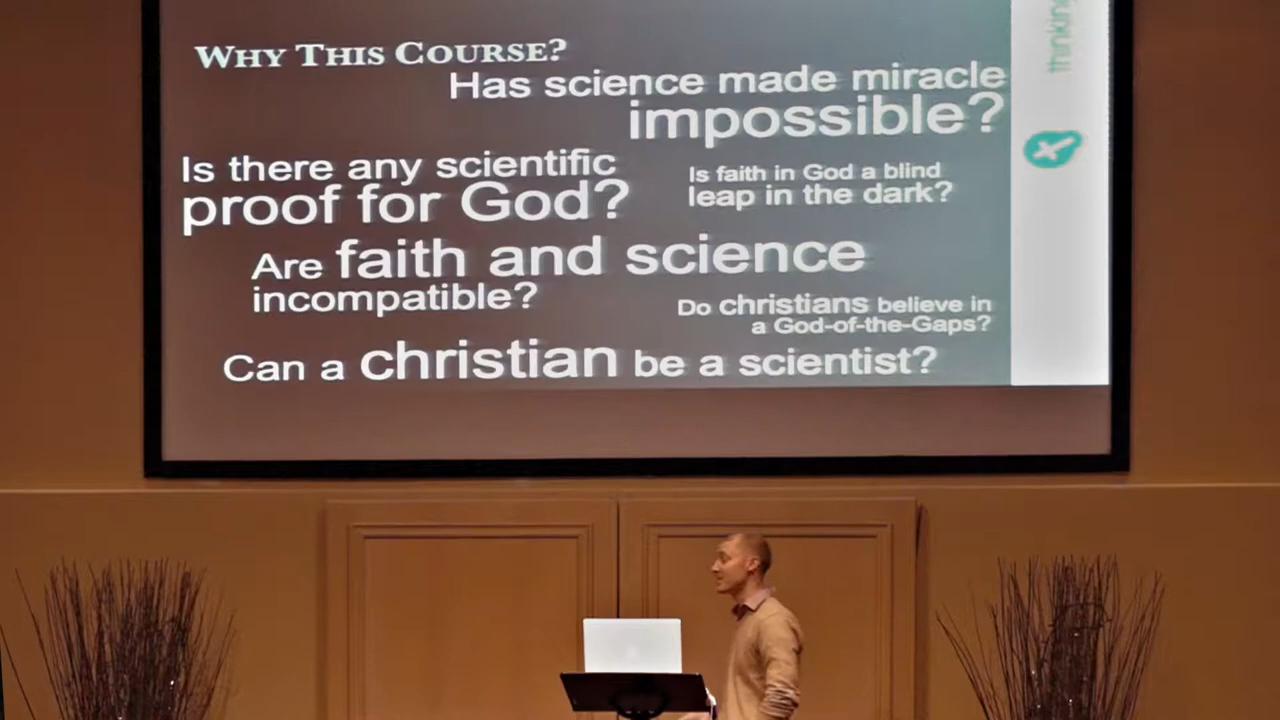 WHY THIS COURSE?
Has science made miracle
impossible?
Is there any scientific
proof for God?
Is faith in God a blind
leap in the dark?
Are faith and science
incompatible?
Do christians believe in
a God-of-the-Gaps?
Can a christian be a scientist?
thinking